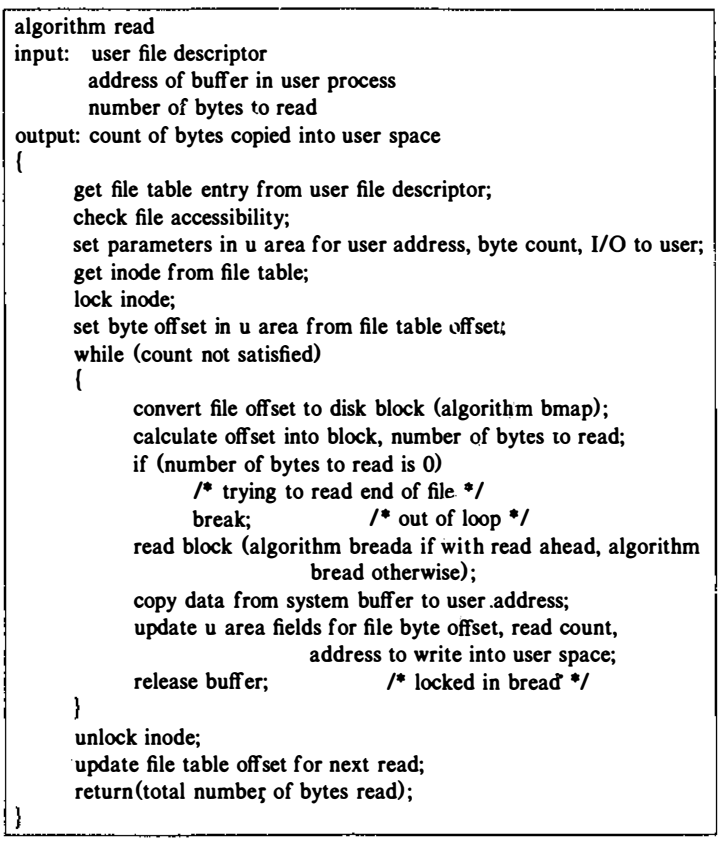 algorithm read
input: user file descriptor
address of buffer in user process
number of bytes to read
output: count of bytes copied into user space
{
get file table entry from user file descriptor;
check file accessibility;
set parameters in u area for user address, byte count, I/O to user;
get inode from file table;
lock inode;
set byte offset in u area from file table offset;
while (count not satisfied)
{
convert file offset to disk block (algorithm bmap);
calculate offset into block, number of bytes to read;
if (number of bytes to read is 0)
/* trying to read end of file */
break; /* out of loop */
read block (algorithm breada if with read ahead, algorithm
bread otherwise);
copy data from system buffer to user address;
update u area fields for file byte offset, read count,
address to write into user space;
release buffer; /* locked in bread */
}
unlock inode;
update file table offset for next read;
return(total number of bytes read);
}